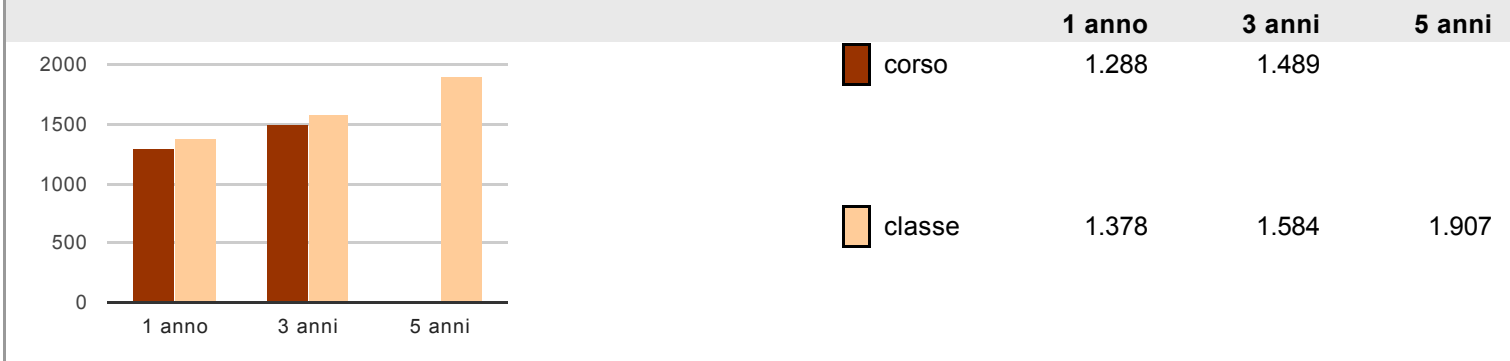 1 anno 3 anni 5 anni
2000
1500
1000
500
0
1 anno 3 anni 5 anni
corso 1.288 1.489
classe 1.378 1.584 1.907